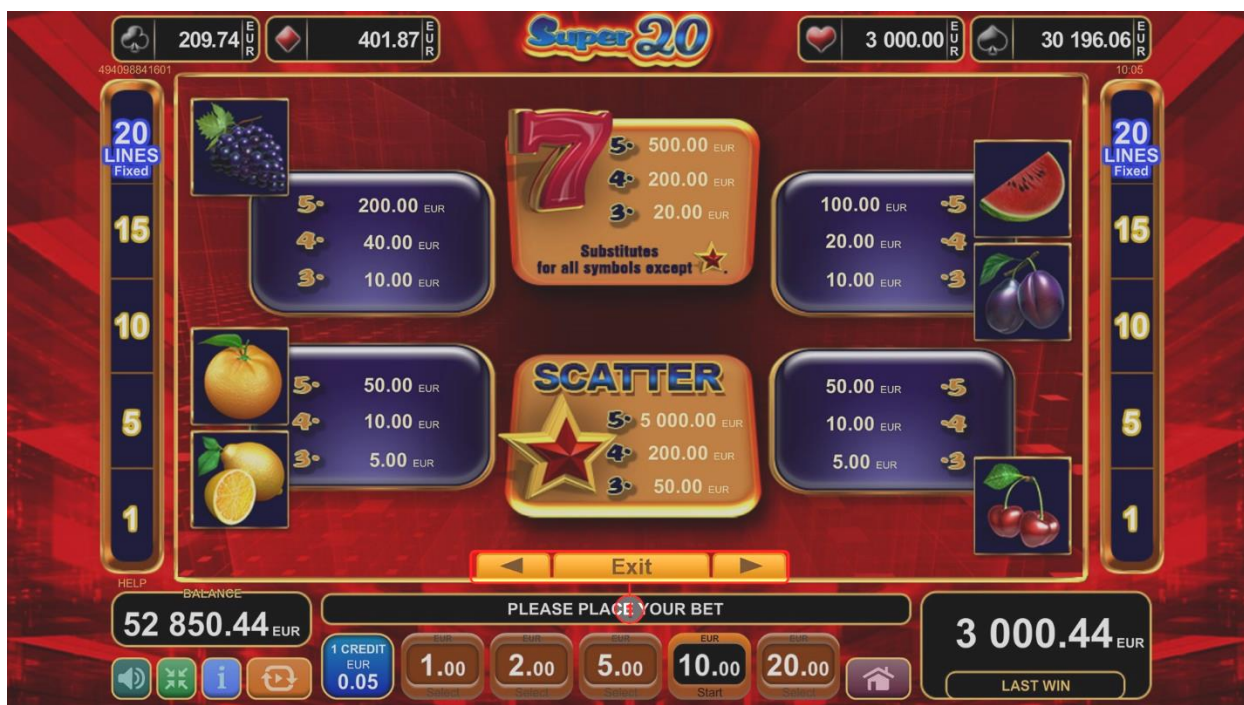 209.74 EUR
401.87 EUR
Super 20
3 000.00 EUR
30 196.06 EUR
494098841601
10:05
20
LINES
Fixed
15
10
5
1
5• 200.00 EUR
4• 40.00 EUR
3• 10.00 EUR
7
5• 500.00 EUR
4• 200.00 EUR
3• 20.00 EUR
Substitutes
for all symbols except .
100.00 EUR •5
20.00 EUR •4
10.00 EUR •3
5• 50.00 EUR
4• 10.00 EUR
3• 5.00 EUR
SCATTER
5• 5 000.00 EUR
4• 200.00 EUR
3• 50.00 EUR
50.00 EUR •5
10.00 EUR •4
5.00 EUR •3
20
LINES
Fixed
15
10
5
1
Exit
HELP
BALANCE
52 850.44 EUR
PLEASE PLACE YOUR BET
1 CREDIT
EUR
0.05
EUR
1.00
Select
EUR
2.00
Select
EUR
5.00
Select
EUR
10.00
Start
EUR
20.00
Select
3 000.44 EUR
LAST WIN